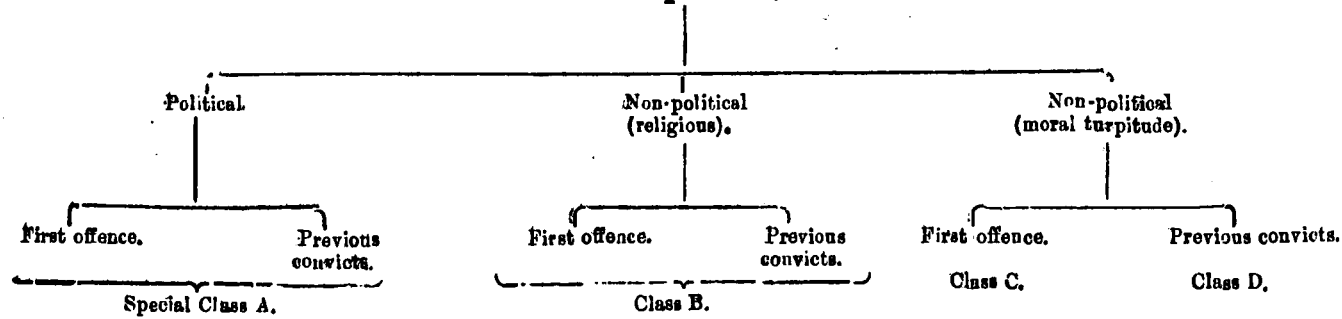 Political.
Non-political
(religious).
Non-political
(moral turpitude).
First offence.
Previous
convicts.
First offence.
Previous
convicts.
First offence.
Previous convicts.
Special Class A.
Class B.
Class C.
Class D.